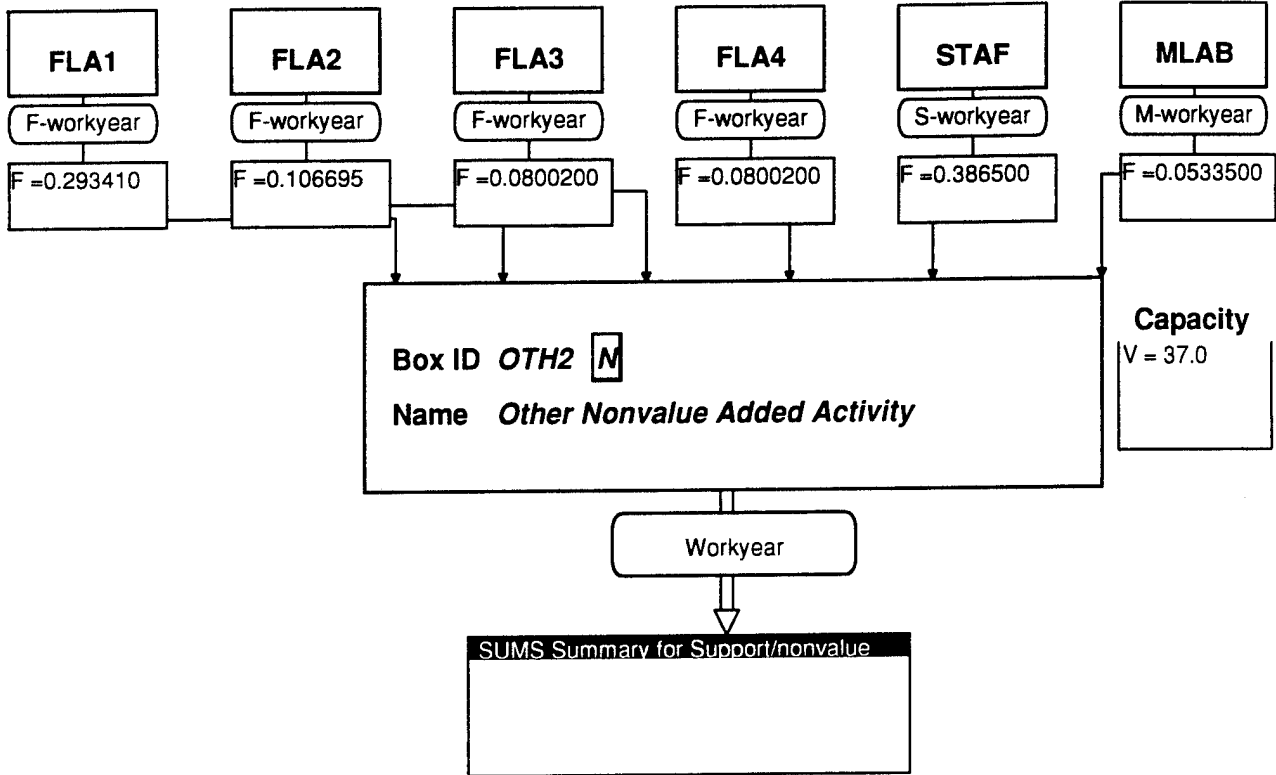 FLA1 FLA2 FLA3 FLA4 STAF MLAB
F-workyear F-workyear F-workyear F-workyear S-workyear M-workyear
F =0.293410 F =0.106695 F =0.0800200 F =0.0800200 F =0.386500 F =0.0533500
Capacity
V = 37.0
Box ID OTH2 N
Name Other Nonvalue Added Activity
Workyear
SUMS Summary for Support/nonvalue